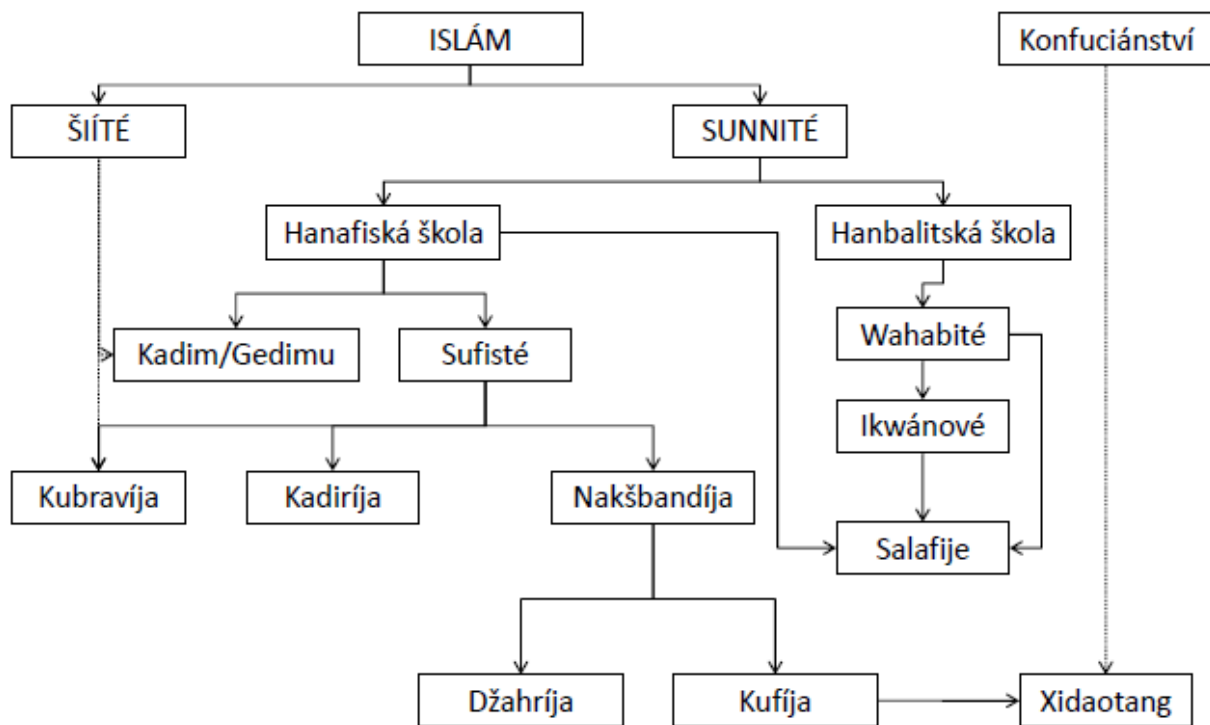 ISLÁM
Konfuciánství
ŠIÍTÉ
SUNNITÉ
Hanafiská škola
Hanbalitská škola
Kadim/Gedimu
Sufisté
Wahabité
Ikwánové
Kubravíja
Kadiríja
Nakšbandíja
Salafije
Džahríja
Kufíja
Xidaotang